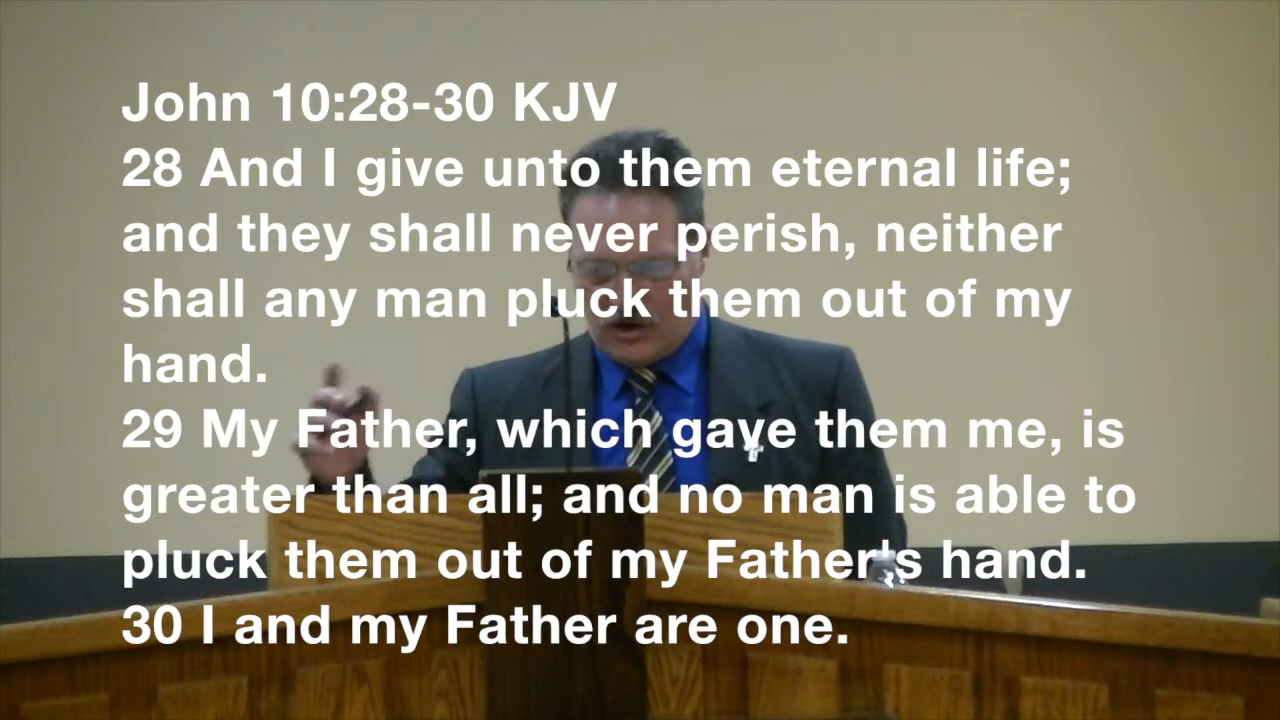 John 10:28-30 KJV
28 And I give unto them eternal life;
and they shall never perish, neither
shall any man pluck them out of my
hand.
29 My Father, which gave them me, is
greater than all; and no man is able to
pluck them out of my Father's hand.
30 I and my Father are one.